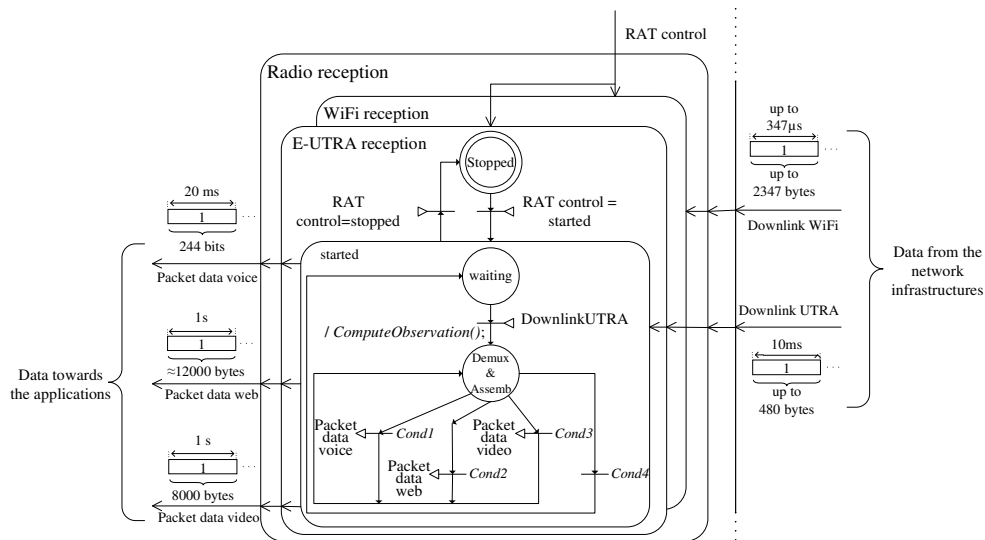 RAT control
Radio reception
WiFi reception
E-UTRA reception
Stopped
RAT
control=stopped
RAT control =
started
started
waiting
DownlinkUTRA
/ ComputeObservation();
Demux
&
Assemb
Packet
data
voice
Cond1
Packet
data
web
Cond2
Packet
data
video
Cond3
Cond4
20 ms
1
...
244 bits
Packet data voice
1s
1
...
≈12000 bytes
Packet data web
1 s
1
...
8000 bytes
Packet data video
Data towards
the applications
up to
347µs
1
...
up to
2347 bytes
Downlink WiFi
Downlink UTRA
10ms
1
...
up to
480 bytes
Data from the
network
infrastructures